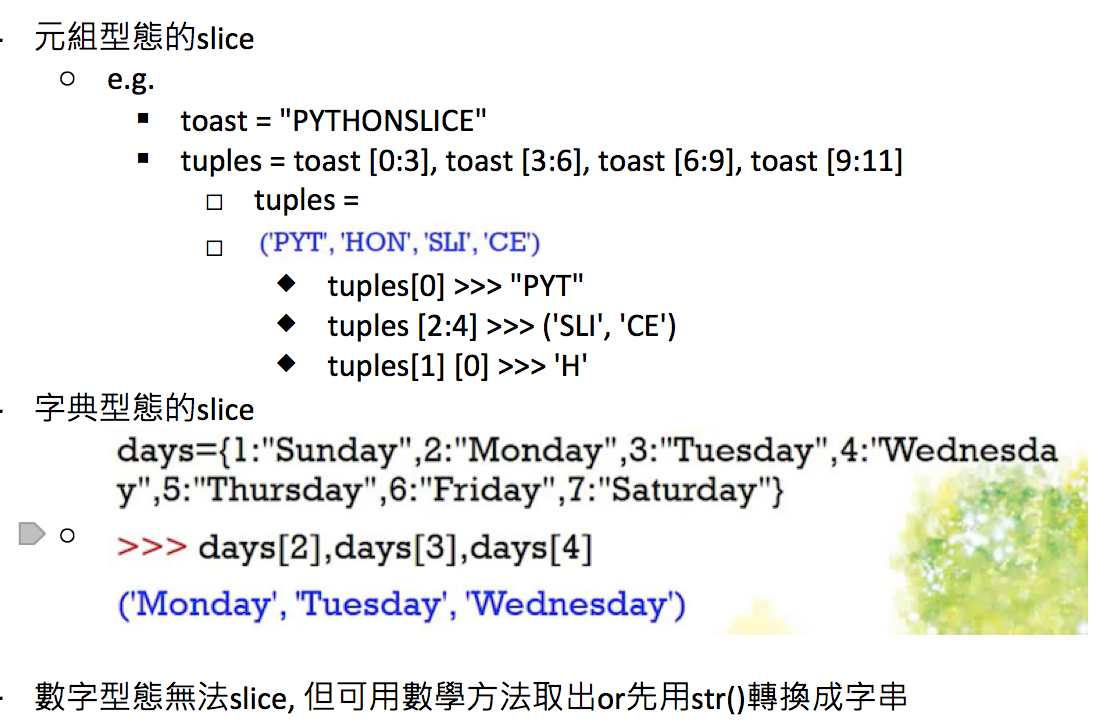 - 元組型態的slice
○ e.g.
▪ toast = "PYTHONSLICE"
▪ tuples = toast [0:3], toast [3:6], toast [6:9], toast [9:11]
□ tuples =
□ ('PYT', 'HON', 'SLI', 'CE')
◆ tuples[0] >>> "PYT"
◆ tuples [2:4] >>> ('SLI', 'CE')
◆ tuples[1] [0] >>> 'H'
- 字典型態的slice
days={1:"Sunday",2:"Monday",3:"Tuesday",4:"Wednesda
y",5:"Thursday",6:"Friday",7:"Saturday"}
○ >>> days[2],days[3],days[4]
('Monday', 'Tuesday', 'Wednesday')
- 數字型態無法slice, 但可用數學方法取出or先用str()轉換成字串